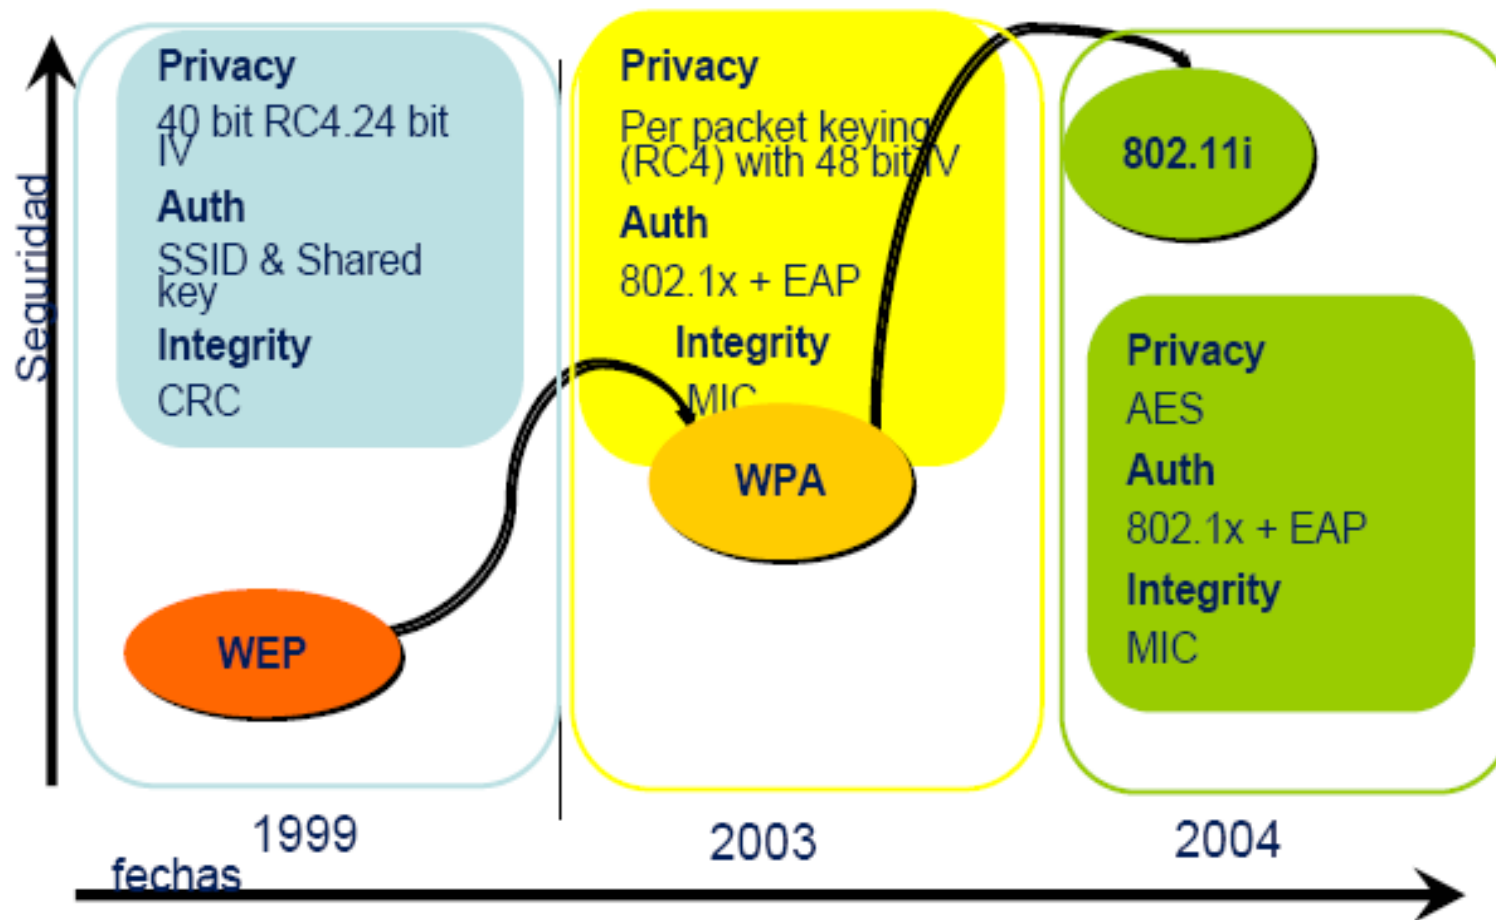 Seguridad
Privacy
40 bit RC4.24 bit
IV
Auth
SSID & Shared
key
Integrity
CRC
WEP
Privacy
Per packet keying
(RC4) with 48 bit IV
Auth
802.1x + EAP
Integrity
MIC
WPA
802.11i
Privacy
AES
Auth
802.1x + EAP
Integrity
MIC
1999
2003
2004
fechas